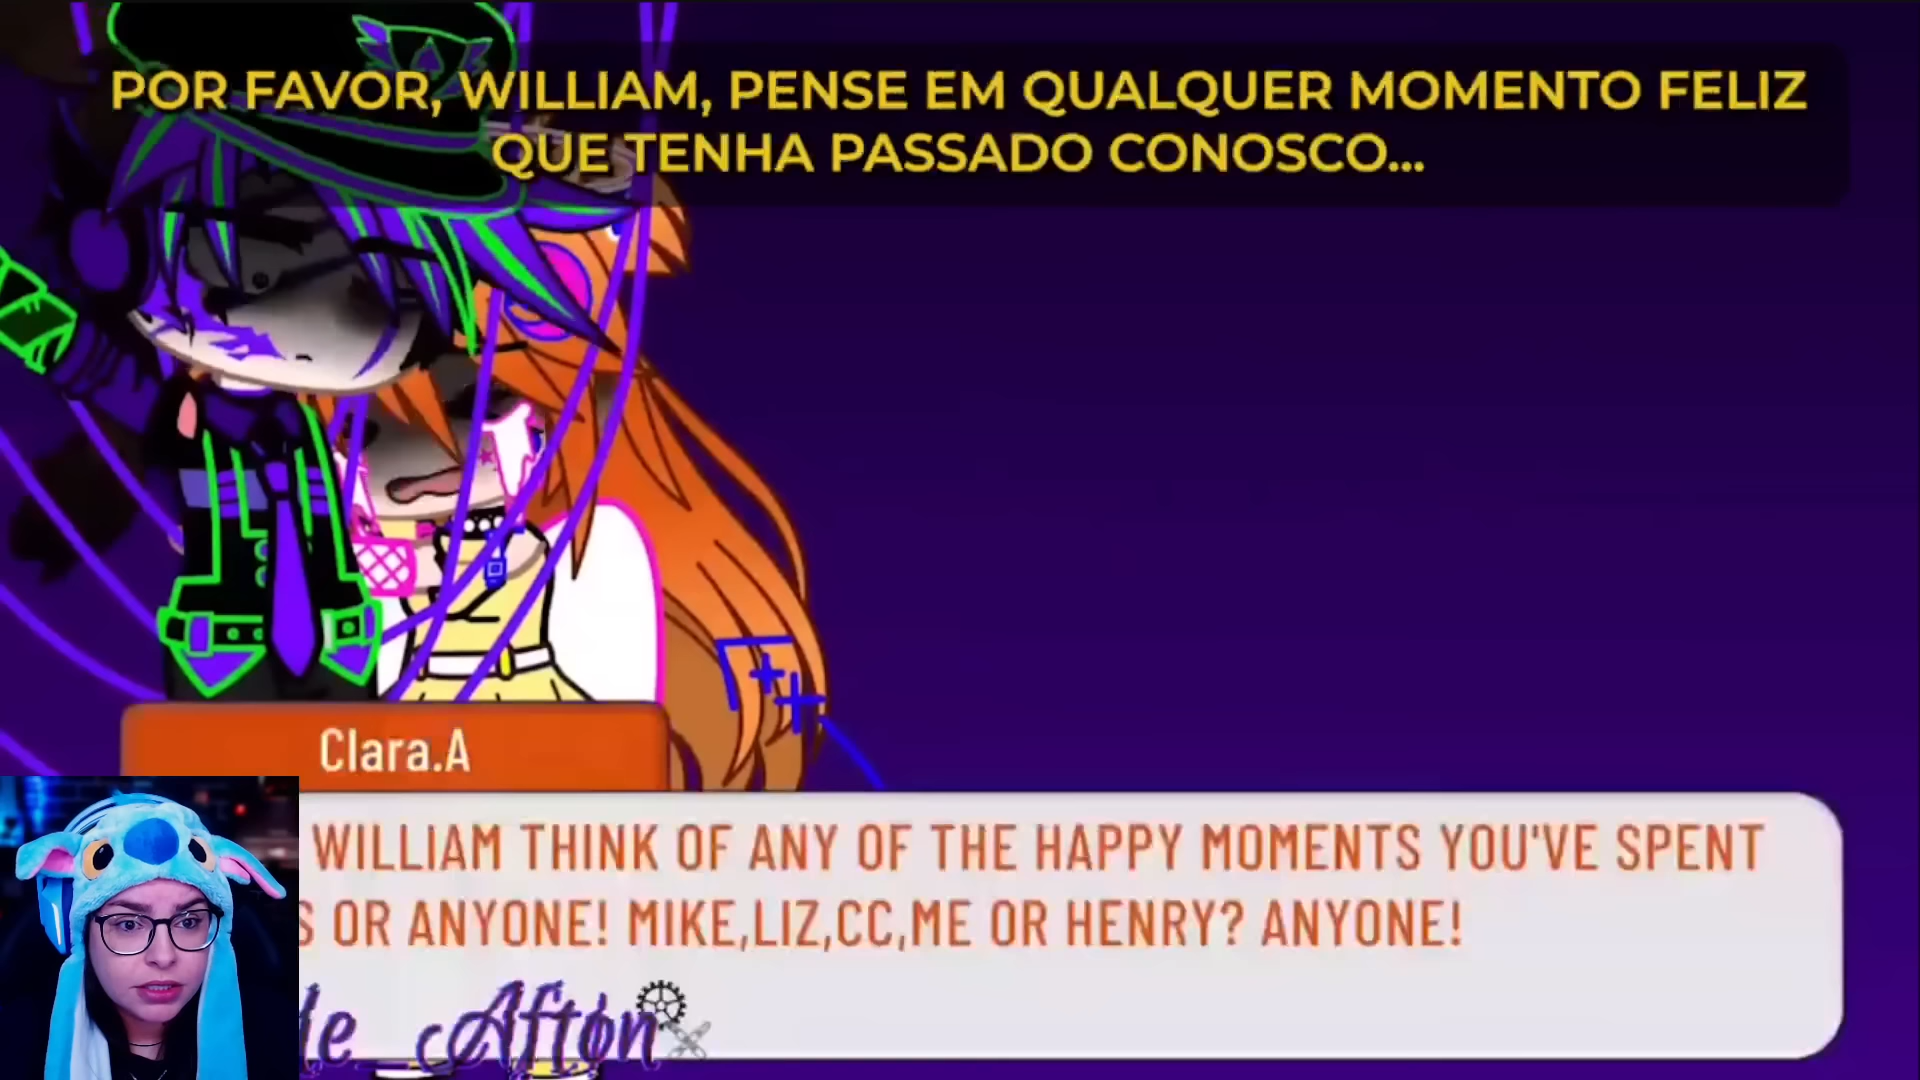 POR FAVOR, WILLIAM, PENSE EM QUALQUER MOMENTO FELIZ
QUE TENHA PASSADO CONOSCO...
Clara.A
WILLIAM THINK OF ANY OF THE HAPPY MOMENTS YOU'VE SPENT
S OR ANYONE! MIKE,LIZ,CC,ME OR HENRY? ANYONE!
Afton